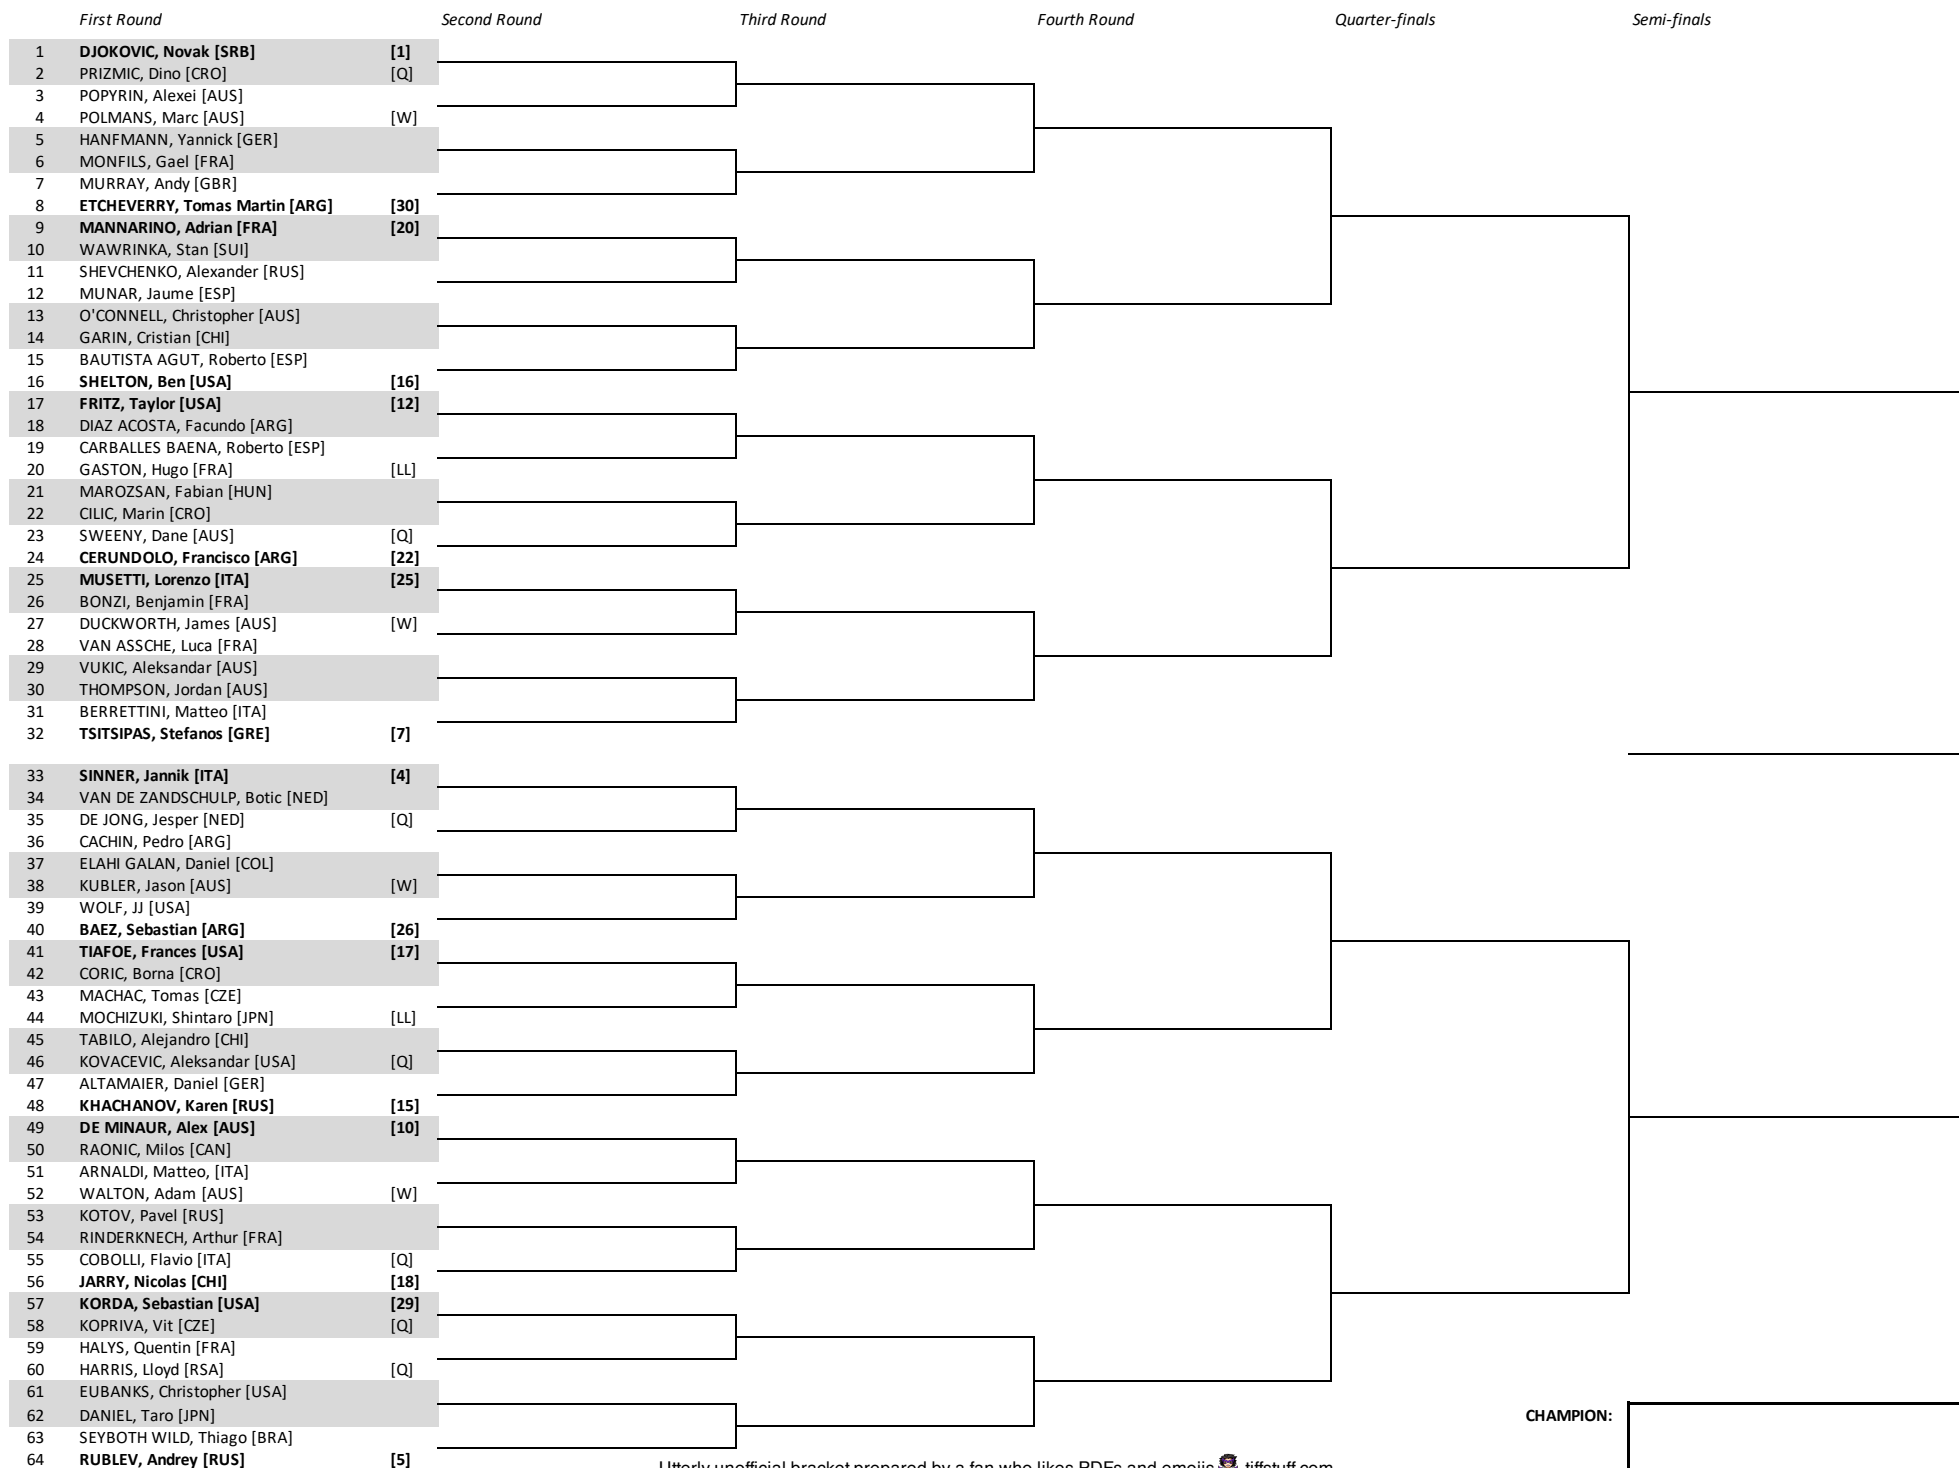 First Round Second Round Third Round Fourth Round Quarter-finals Semi-finals
1 DJOKOVIC, Novak [SRB] [1]
2 PRIZMIC, Dino [CRO] [Q]
3 POPYRIN, Alexei [AUS]
4 POLMANS, Marc [AUS] [W]
5 HANFMANN, Yannick [GER]
6 MONFILS, Gael [FRA]
7 MURRAY, Andy [GBR]
8 ETCHEVERRY, Tomas Martin [ARG] [30]
9 MANNARINO, Adrian [FRA] [20]
10 WAWRINKA, Stan [SUI]
11 SHEVCHENKO, Alexander [RUS]
12 MUNAR, Jaume [ESP]
13 O'CONNELL, Christopher [AUS]
14 GARIN, Cristian [CHI]
15 BAUTISTA AGUT, Roberto [ESP]
16 SHELTON, Ben [USA] [16]
17 FRITZ, Taylor [USA] [12]
18 DIAZ ACOSTA, Facundo [ARG]
19 CARBALLES BAENA, Roberto [ESP]
20 GASTON, Hugo [FRA] [LL]
21 MAROZSAN, Fabian [HUN]
22 CILIC, Marin [CRO]
23 SWEENY, Dane [AUS] [Q]
24 CERUNDOLO, Francisco [ARG] [22]
25 MUSETTI, Lorenzo [ITA] [25]
26 BONZI, Benjamin [FRA]
27 DUCKWORTH, James [AUS] [W]
28 VAN ASSCHE, Luca [FRA]
29 VUKIC, Aleksandar [AUS]
30 THOMPSON, Jordan [AUS]
31 BERRETTINI, Matteo [ITA]
32 TSITSIPAS, Stefanos [GRE] [7]
33 SINNER, Jannik [ITA] [4]
34 VAN DE ZANDSCHULP, Botic [NED]
35 DE JONG, Jesper [NED] [Q]
36 CACHIN, Pedro [ARG]
37 ELAHI GALAN, Daniel [COL]
38 KUBLER, Jason [AUS] [W]
39 WOLF, JJ [USA]
40 BAEZ, Sebastian [ARG] [26]
41 TIAFOE, Frances [USA] [17]
42 CORIC, Borna [CRO]
43 MACHAC, Tomas [CZE]
44 MOCHIZUKI, Shintaro [JPN] [LL]
45 TABILO, Alejandro [CHI]
46 KOVACEVIC, Aleksandar [USA] [Q]
47 ALTAMAIER, Daniel [GER]
48 KHACHANOV, Karen [RUS] [15]
49 DE MINAUR, Alex [AUS] [10]
50 RAONIC, Milos [CAN]
51 ARNALDI, Matteo, [ITA]
52 WALTON, Adam [AUS] [W]
53 KOTOV, Pavel [RUS]
54 RINDERKNECH, Arthur [FRA]
55 COBOLLI, Flavio [ITA] [Q]
56 JARRY, Nicolas [CHI] [18]
57 KORDA, Sebastian [USA] [29]
58 KOPRIVA, Vit [CZE] [Q]
59 HALYS, Quentin [FRA]
60 HARRIS, Lloyd [RSA] [Q]
61 EUBANKS, Christopher [USA]
62 DANIEL, Taro [JPN]
CHAMPION:
63 SEYBOTH WILD, Thiago [BRA]
64 RUBLEV, Andrey [RUS] [5]
Utterly unofficial bracket prepared by a fan who likes PDFs and emojis tiffstuff.com